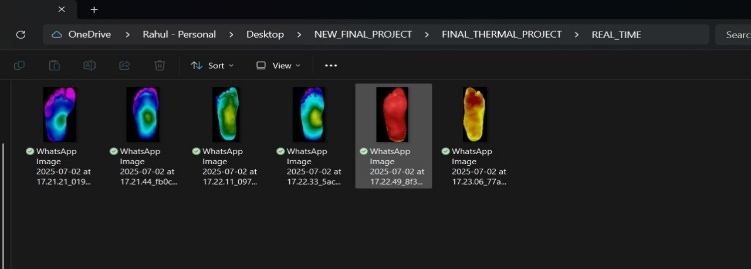 OneDrive > Rahul - Personal > Desktop > NEW_FINAL_PROJECT > FINAL_THERMAL_PROJECT > REAL_TIME Searc
Sort View
WhatsApp
Image
2025-07-02 at
17.21.21_019...
WhatsApp
Image
2025-07-02 at
17.21.44_fb0c...
WhatsApp
Image
2025-07-02 at
17.22.11_097...
WhatsApp
Image
2025-07-02 at
17.22.33_5ac...
WhatsApp
Image
2025-07-02 at
17.22.49_8f3...
WhatsApp
Image
2025-07-02 at
17.23.06_77a...